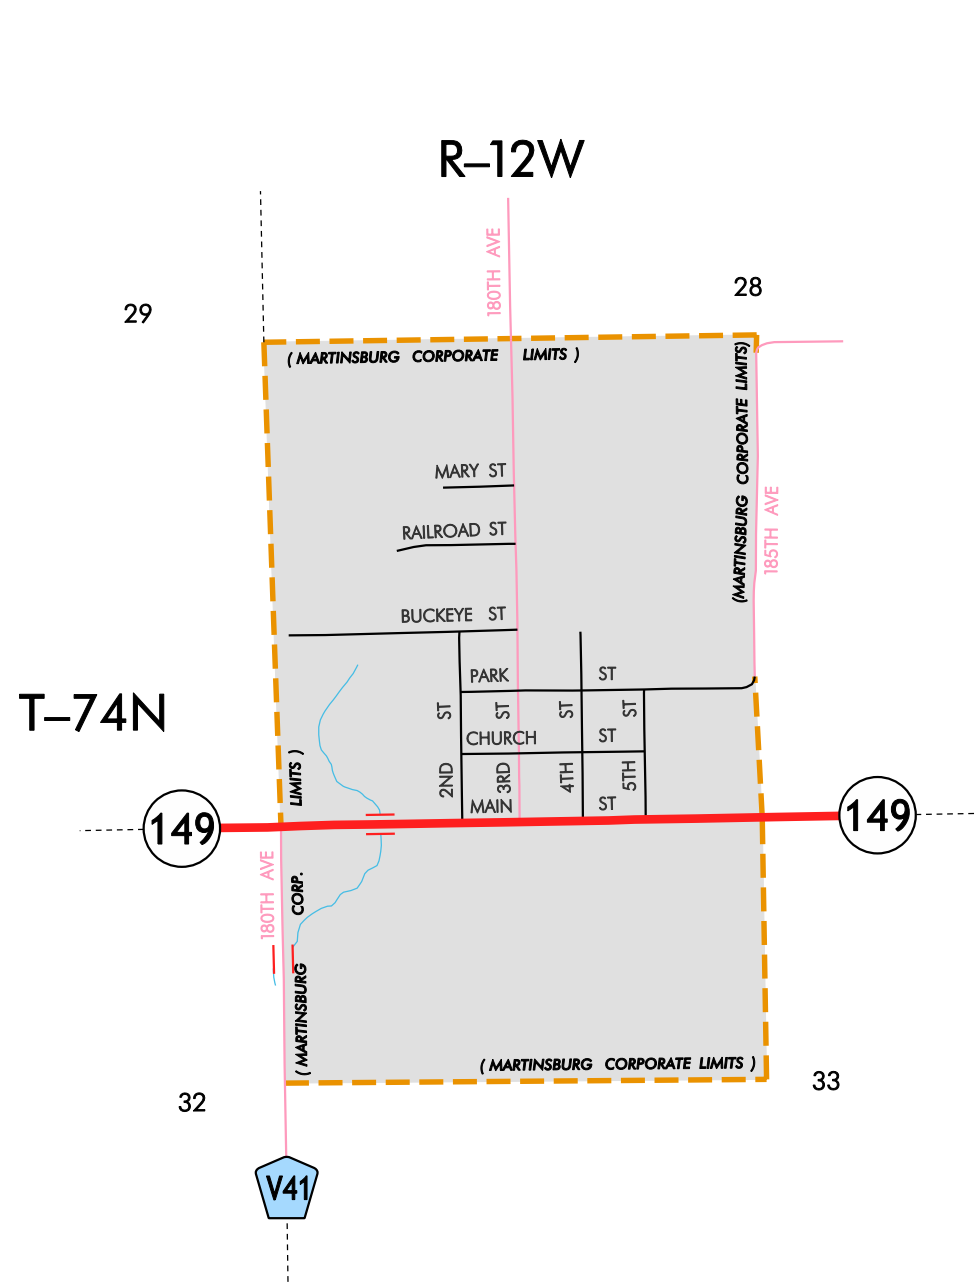 R–12W
180TH AVE
29
28
( MARTINSBURG CORPORATE LIMITS )
(MARTINSBURG CORPORATE LIMITS)
MARY ST
185TH AVE
RAILROAD ST
BUCKEYE ST
PARK ST
T–74N
2ND ST
3RD ST
4TH ST
5TH ST
CHURCH ST
MAIN ST
149
149
180TH AVE
( MARTINSBURG CORP. LIMITS )
( MARTINSBURG CORPORATE LIMITS )
32
33
V41